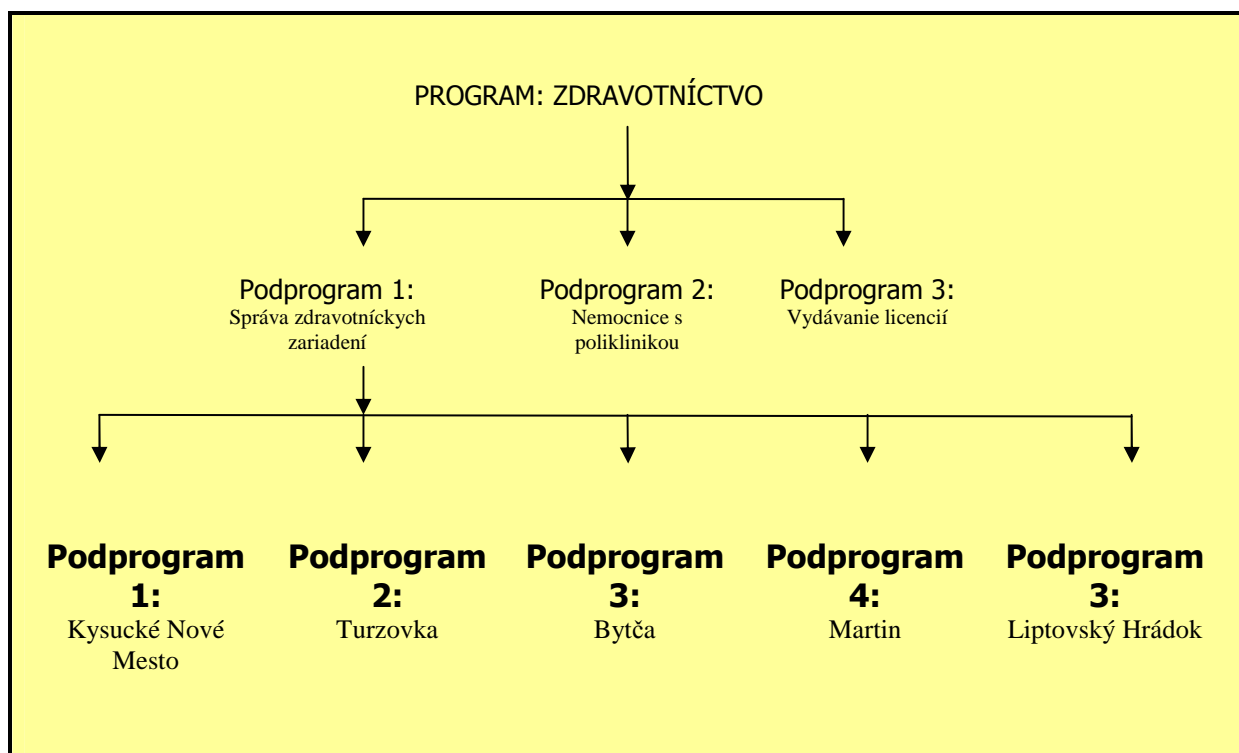 PROGRAM: ZDRAVOTNÍCTVO
Podprogram 1:
Správa zdravotníckych
zariadení
Podprogram 2:
Nemocnice s
poliklinikou
Podprogram 3:
Vydávanie licencií
Podprogram
1:
Kysucké Nové
Mesto
Podprogram
2:
Turzovka
Podprogram
3:
Bytča
Podprogram
4:
Martin
Podprogram
3:
Liptovský Hrádok